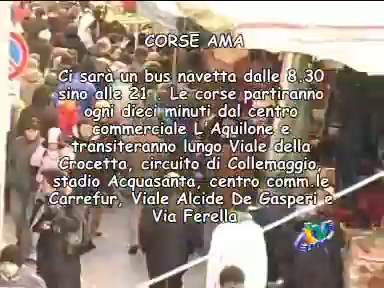 CORSE AMA
Ci sarà un bus navetta dalle 8.30
sino alle 21 . Le corse partiranno
ogni dieci minuti dal centro
commerciale L'Aquilone e
transiteranno lungo Viale della
Crocetta, circuito di Collemaggio,
stadio Acquasanta, centro comm.le
Carrefur, Viale Alcide De Gasperi e
Via Ferella